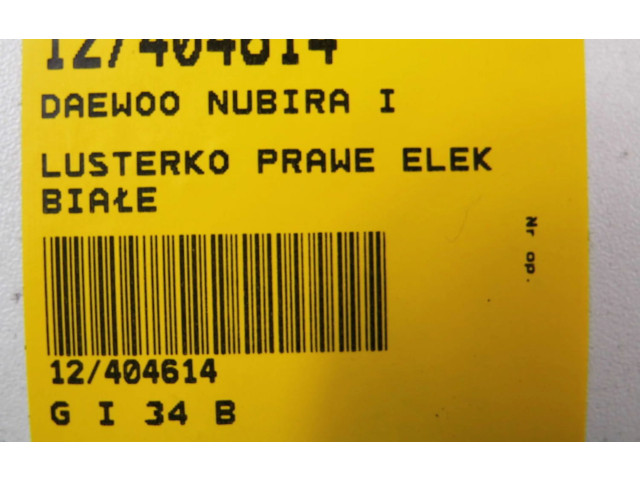 12/404614
DAEWOO NUBIRA I
LUSTERKO PRAWE ELEK
BIAŁE
Nr op.
12/404614
G I 34 B